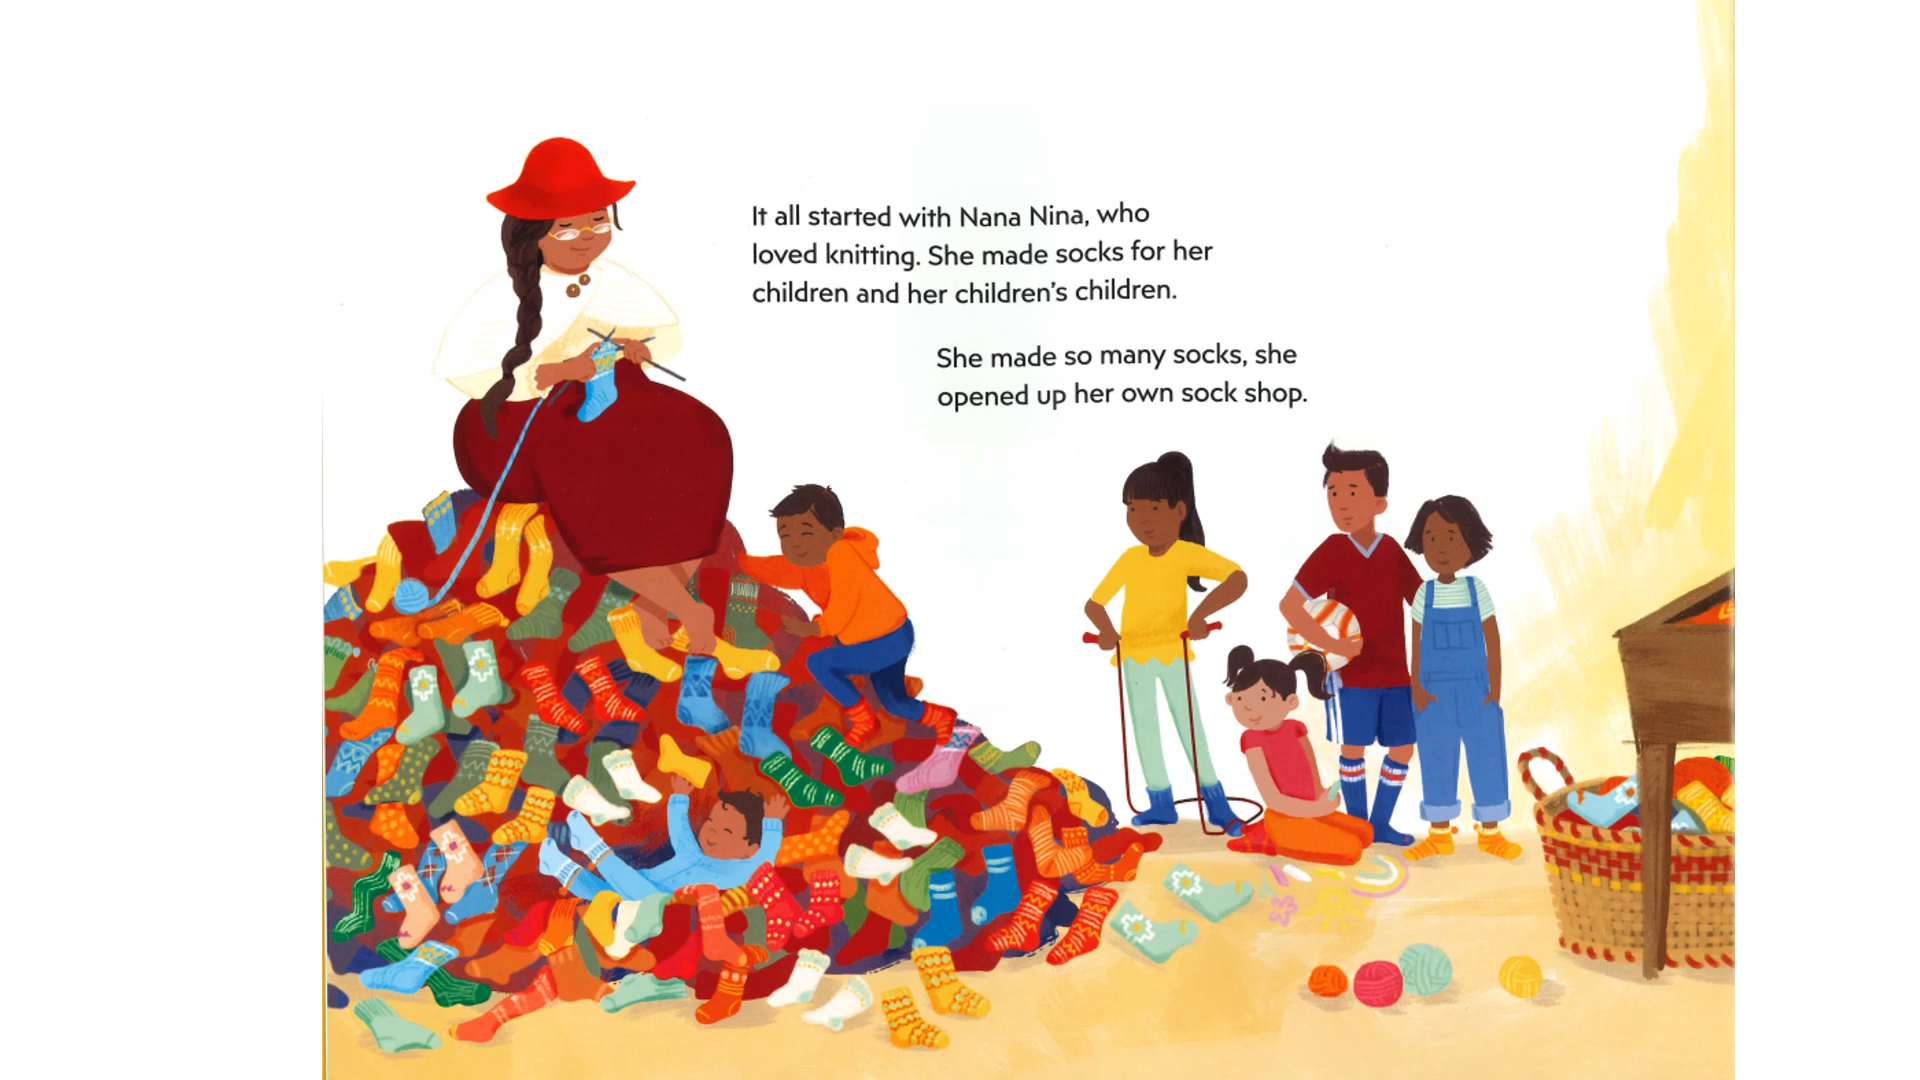 It all started with Nana Nina, who
loved knitting. She made socks for her
children and her children's children.
She made so many socks, she
opened up her own sock shop.